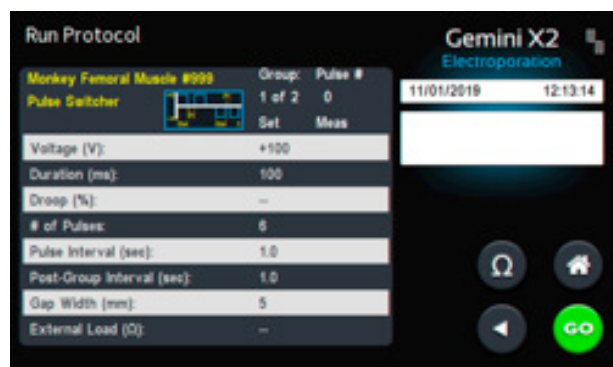 Run Protocol
Gemini X2
Electroporation
Monkey Femoral Muscle #999
Group: Pulse #
Pulse Switcher
1 of 2 0
Set Meas
11/01/2019 12:13:14
Voltage (V): +100
Duration (ms): 100
Droop (%): --
# of Pulses: 6
Pulse Interval (sec): 1.0
Post-Group Interval (sec): 1.0
Gap Width (mm): 5
External Load (Ω): --
Ω
GO